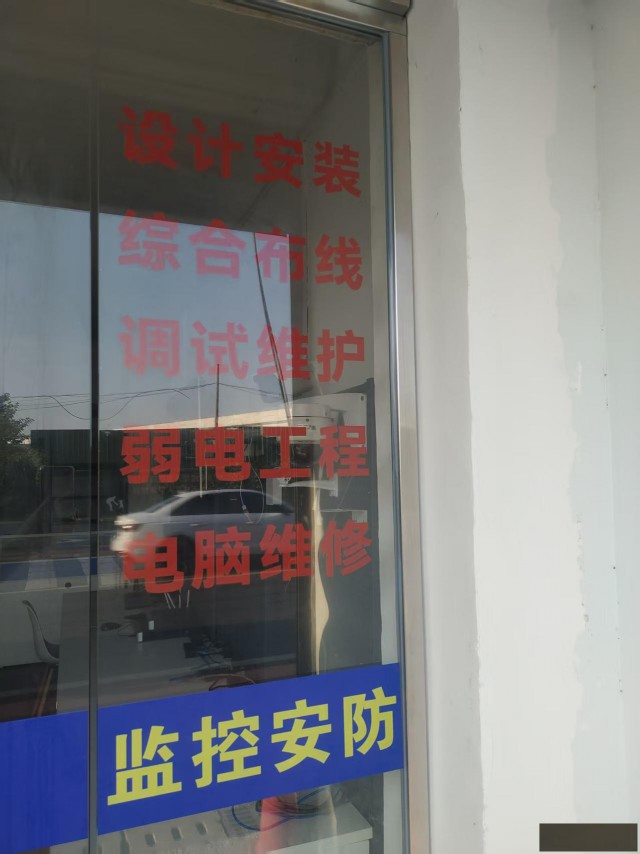 设计安装
综合布线
调试维护
弱电工程
电脑维修
监控安防